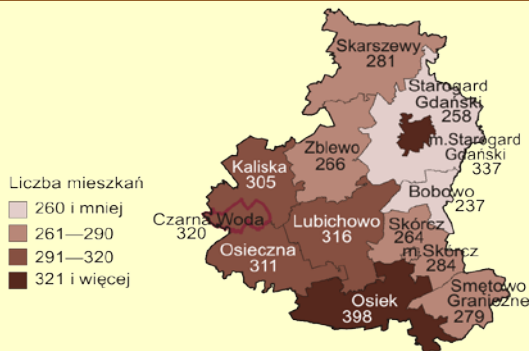 Skarszewy
281
Starogard
Gdański
258
m.Starogard
Gdański
337
Zblewo
266
Kaliska
305
Bobowo
237
Liczba mieszkań
260 i mniej
261—290
291—320
321 i więcej
Czarna Woda
320
Lubichowo
316
Skórcz
264
m.Skórcz
284
Osieczna
311
Osiek
398
Smętowo
Graniczne
279